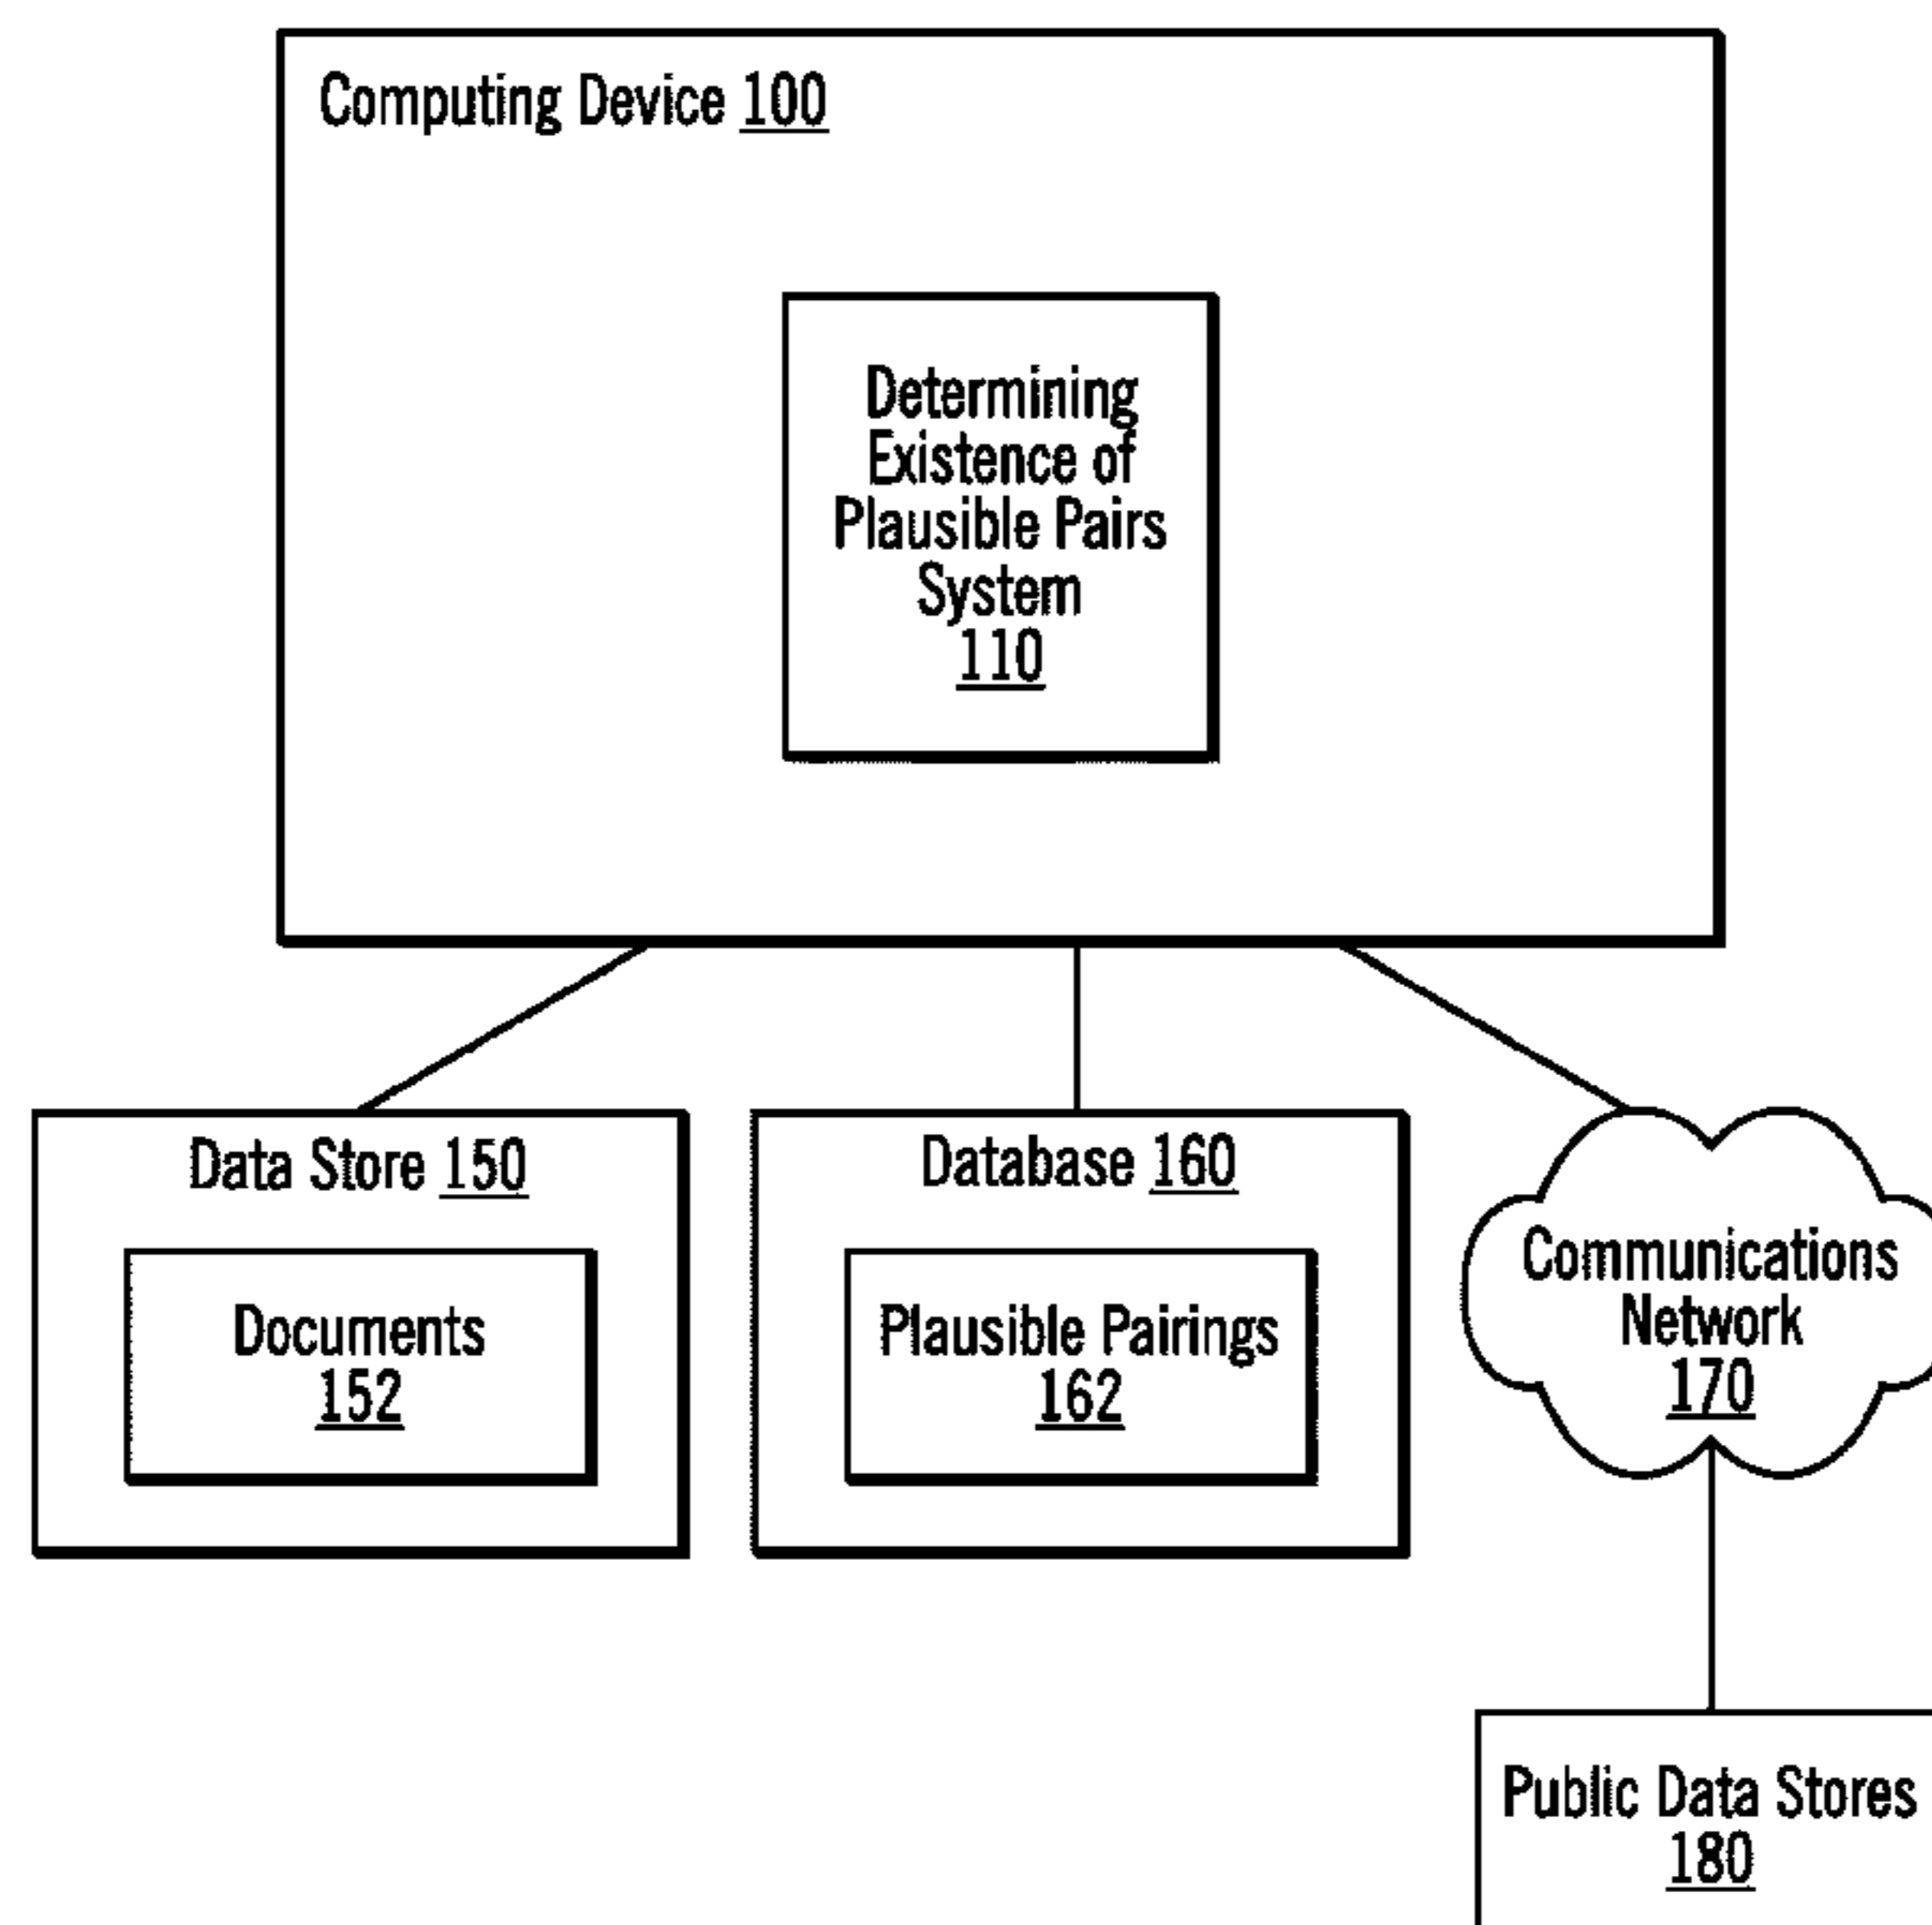 Computing Device 100
Determining
Existence of
Plausible Pairs
System
110
Data Store 150
Documents
152
Database 160
Plausible Pairings
162
Communications
Network
170
Public Data Stores
180